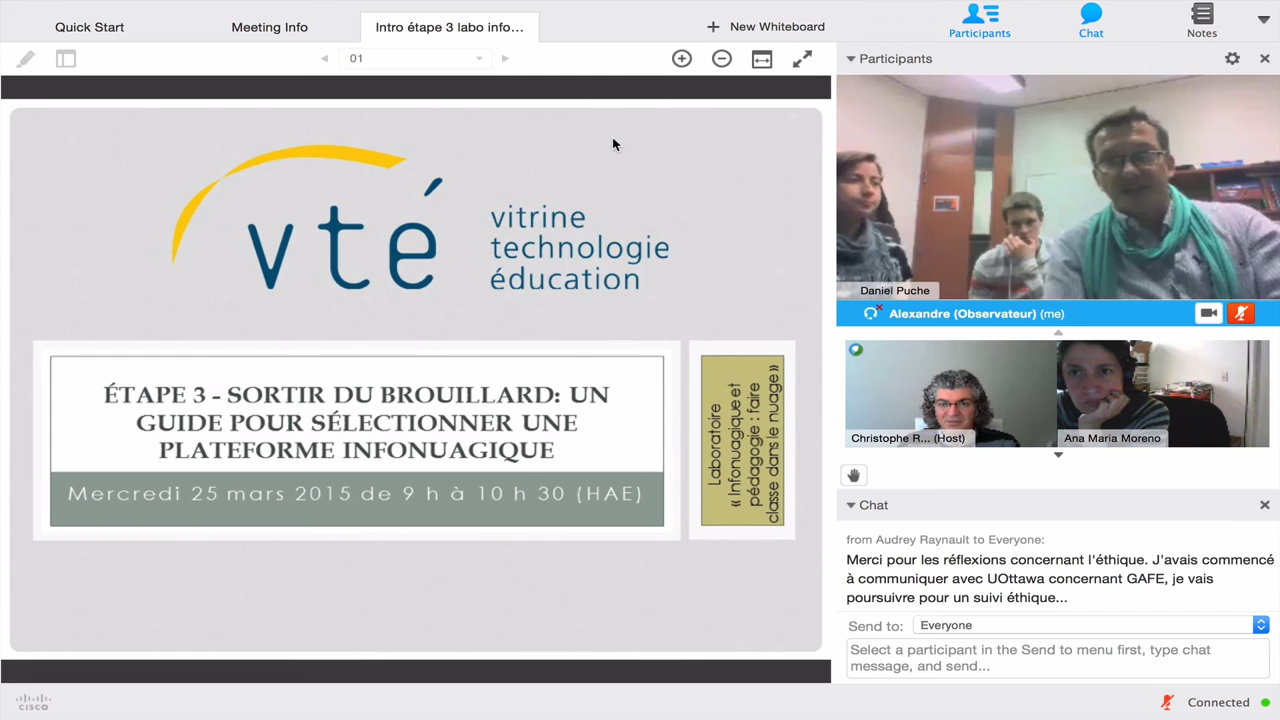 Quick Start
Meeting Info
Intro étape 3 labo info...
New Whiteboard
Participants
Chat
Notes
01
vté
vitrine
technologie
éducation
ÉTAPE 3 - SORTIR DU BROUILLARD: UN
GUIDE POUR SÉLECTIONNER UNE
PLATEFORME INFONUAGIQUE
Mercredi 25 mars 2015 de 9 h à 10 h 30 (HAE)
Laboratoire
« Infonuagique et
pédagogie : faire
classe dans le nuage»
Participants
Daniel Puche
Alexandre (Observateur) (me)
Christophe R... (Host)
Ana Maria Moreno
Chat
from Audrey Raynault to Everyone:
Merci pour les réflexions concernant l'éthique. J'avais commencé
à communiquer avec UOttawa concernant GAFE, je vais
poursuivre pour un suivi éthique...
Send to:
Everyone
Select a participant in the Send to menu first, type chat
message, and send...
cisco
Connected